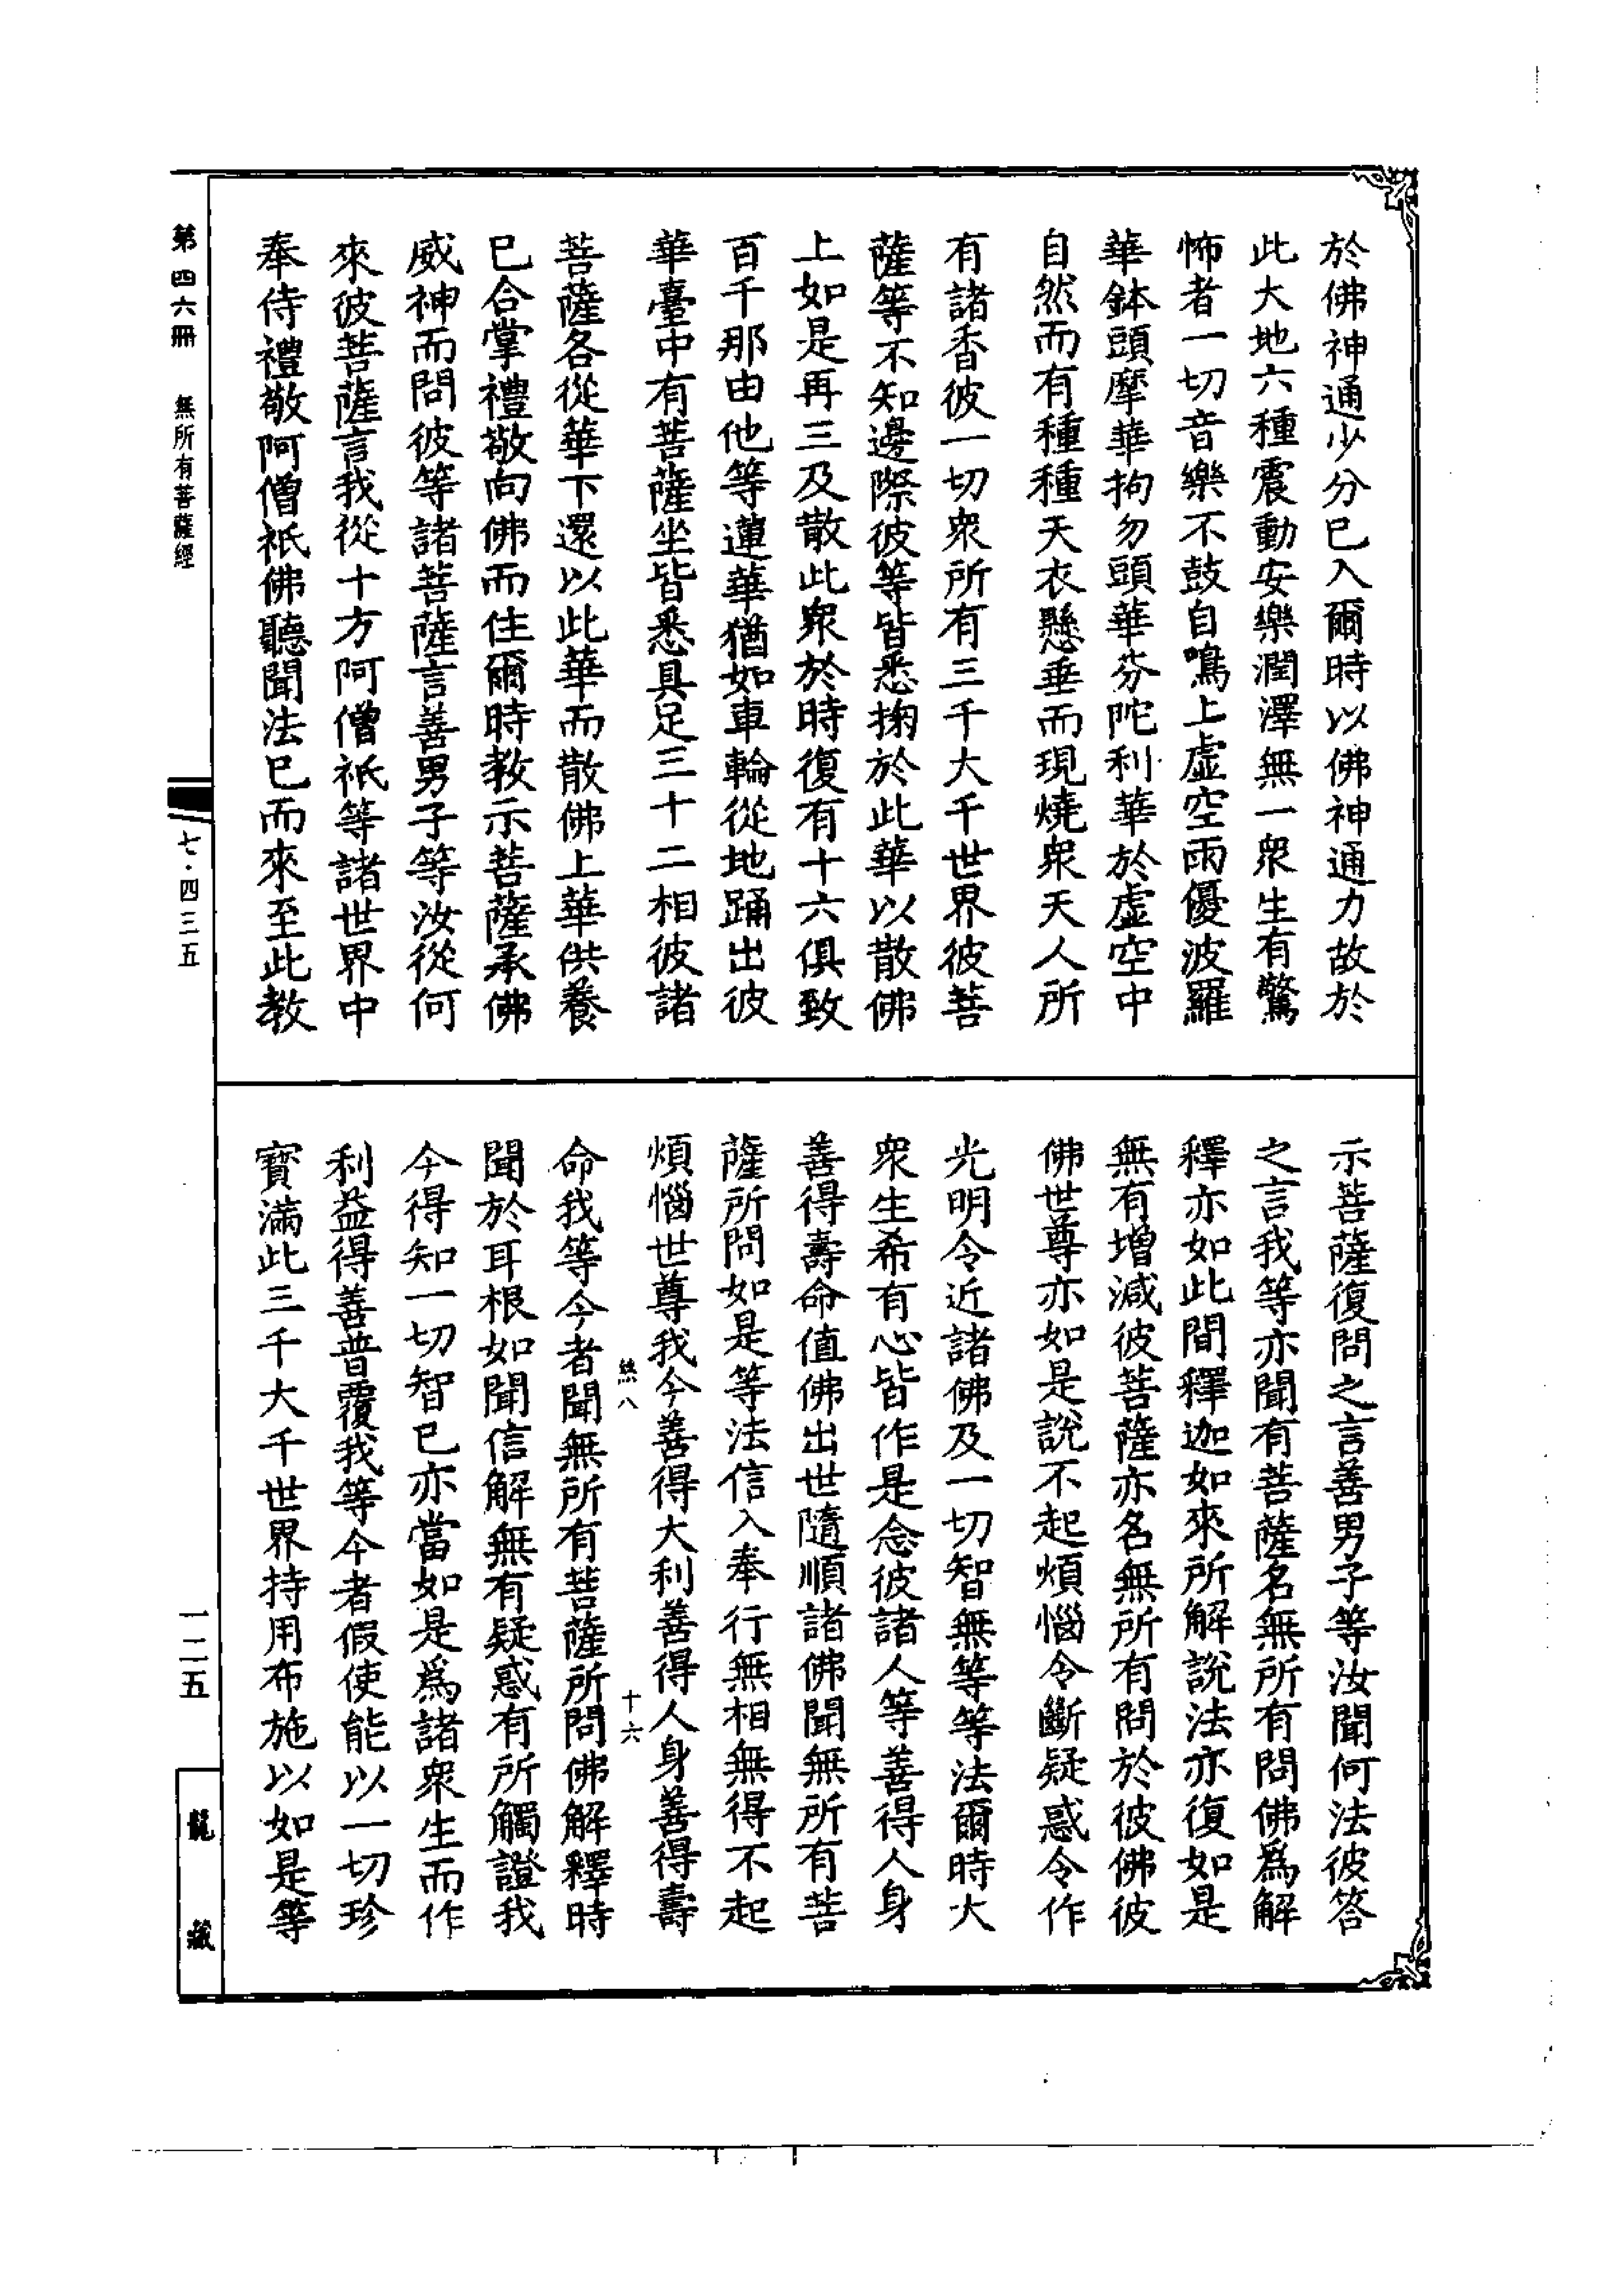 於佛神通少分已入爾時以佛神通力故於
此大地六種震動安樂潤澤無一衆生有驚
怖者一切音樂不鼓自鳴上虛空雨優波羅
華鉢頭摩華拘勿頭華芬陀利華於虛空中
自然而有種種天衣懸垂而現燒衆天人所
有諸香彼一切衆所有三千大千世界彼菩
薩等不知邊際彼等皆悉掬於此華以散佛
上如是再三及散此衆於時復有十六俱致
百千那由他等蓮華猶如車輪從地踊出彼
華臺中有菩薩坐皆悉具足三十二相彼諸
菩薩各從華下還以此華而散佛上華供養
已合掌禮敬向佛而住爾時教示菩薩承佛
威神而問彼等諸菩薩言善男子等汝從何
來彼菩薩言我從十方阿僧祇等諸世界中
奉侍禮敬阿僧祇佛聽聞法已而來至此教
示菩薩復問之言善男子等汝聞何法彼答
之言我等亦聞有菩薩名無所有問佛爲解
釋亦如此間釋迦如來所解説法亦復如是
無有增減彼菩薩亦名無所有問於彼佛彼
佛世尊亦如是説不起煩惱令斷疑惑令作
光明令近諸佛及一切智無等等法爾時大
衆生希有心皆作是念彼諸人等善得人身
善得壽命值佛出世隨順諸佛聞無所有菩
薩所問如是等法信入奉行無相無得不起
煩惱世尊我今善得大利善得人身善得壽
八
十六
命我等今者聞無所有菩薩所問佛解釋時
聞於耳根如聞信解無有疑惑有所觸證我
今得知一切智已亦當如是爲諸衆生而作
利益得善普覆我等今者假使能以一切珍
寶滿此三千大千世界持用布施以如是等
第四六冊 無所有菩薩經
七·四三五
一二五
龍藏